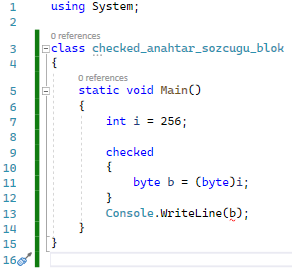 1 using System;
2
0 references
3 class checked_anahtar_sozcugu_blok
4 {
0 references
5 static void Main()
6 {
7 int i = 256;
8
9 checked
10 {
11 byte b = (byte)i;
12 }
13 Console.WriteLine(b);
14 }
15 }
16